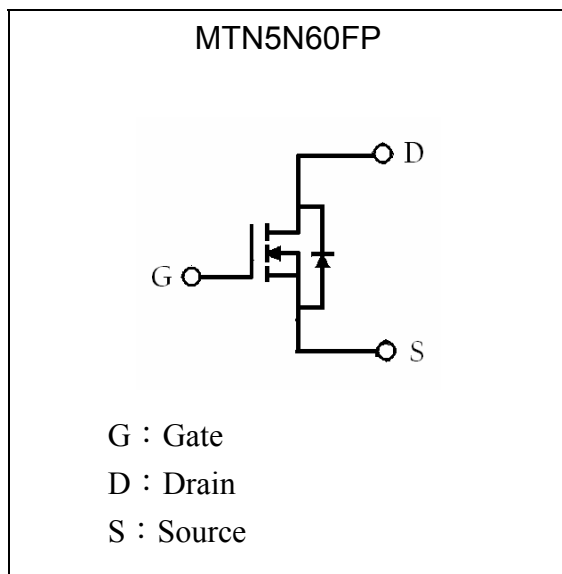 MTN5N60FP
D
G
S
G：Gate
D：Drain
S：Source